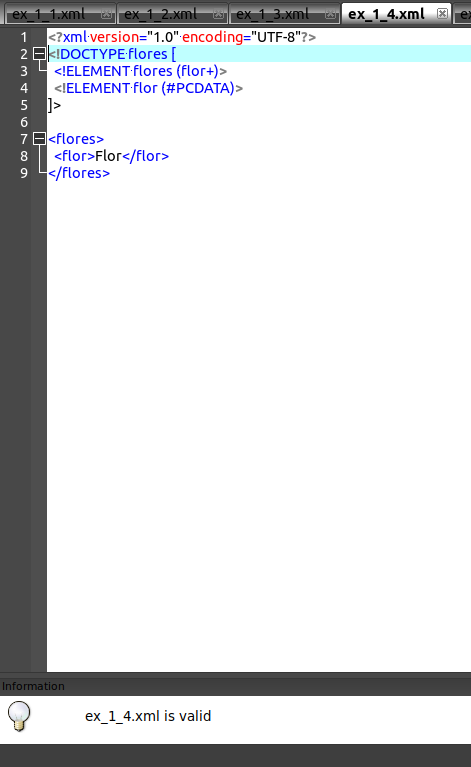 ex_1_1.xml ex_1_2.xml ex_1_3.xml ex_1_4.xml
1 <?xml version="1.0" encoding="UTF-8"?>
2 <!DOCTYPE flores [
3 <!ELEMENT flores (flor+)>
4 <!ELEMENT flor (#PCDATA)>
5 ]>
6
7 <flores>
8 <flor>Flor</flor>
9 </flores>
Information
ex_1_4.xml is valid